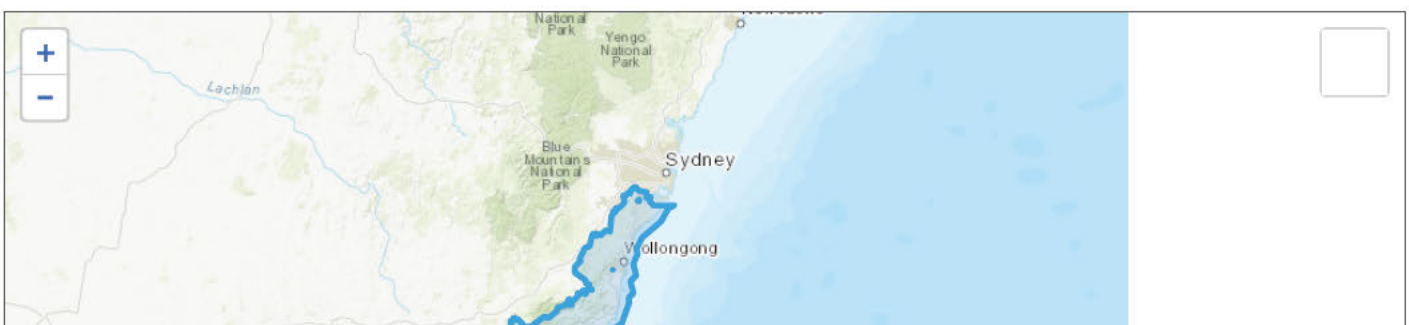 National
Park
Yengo
National
Park
+
−
Lachlan
Blue
Mountains
National
Park
Sydney
Wollongong